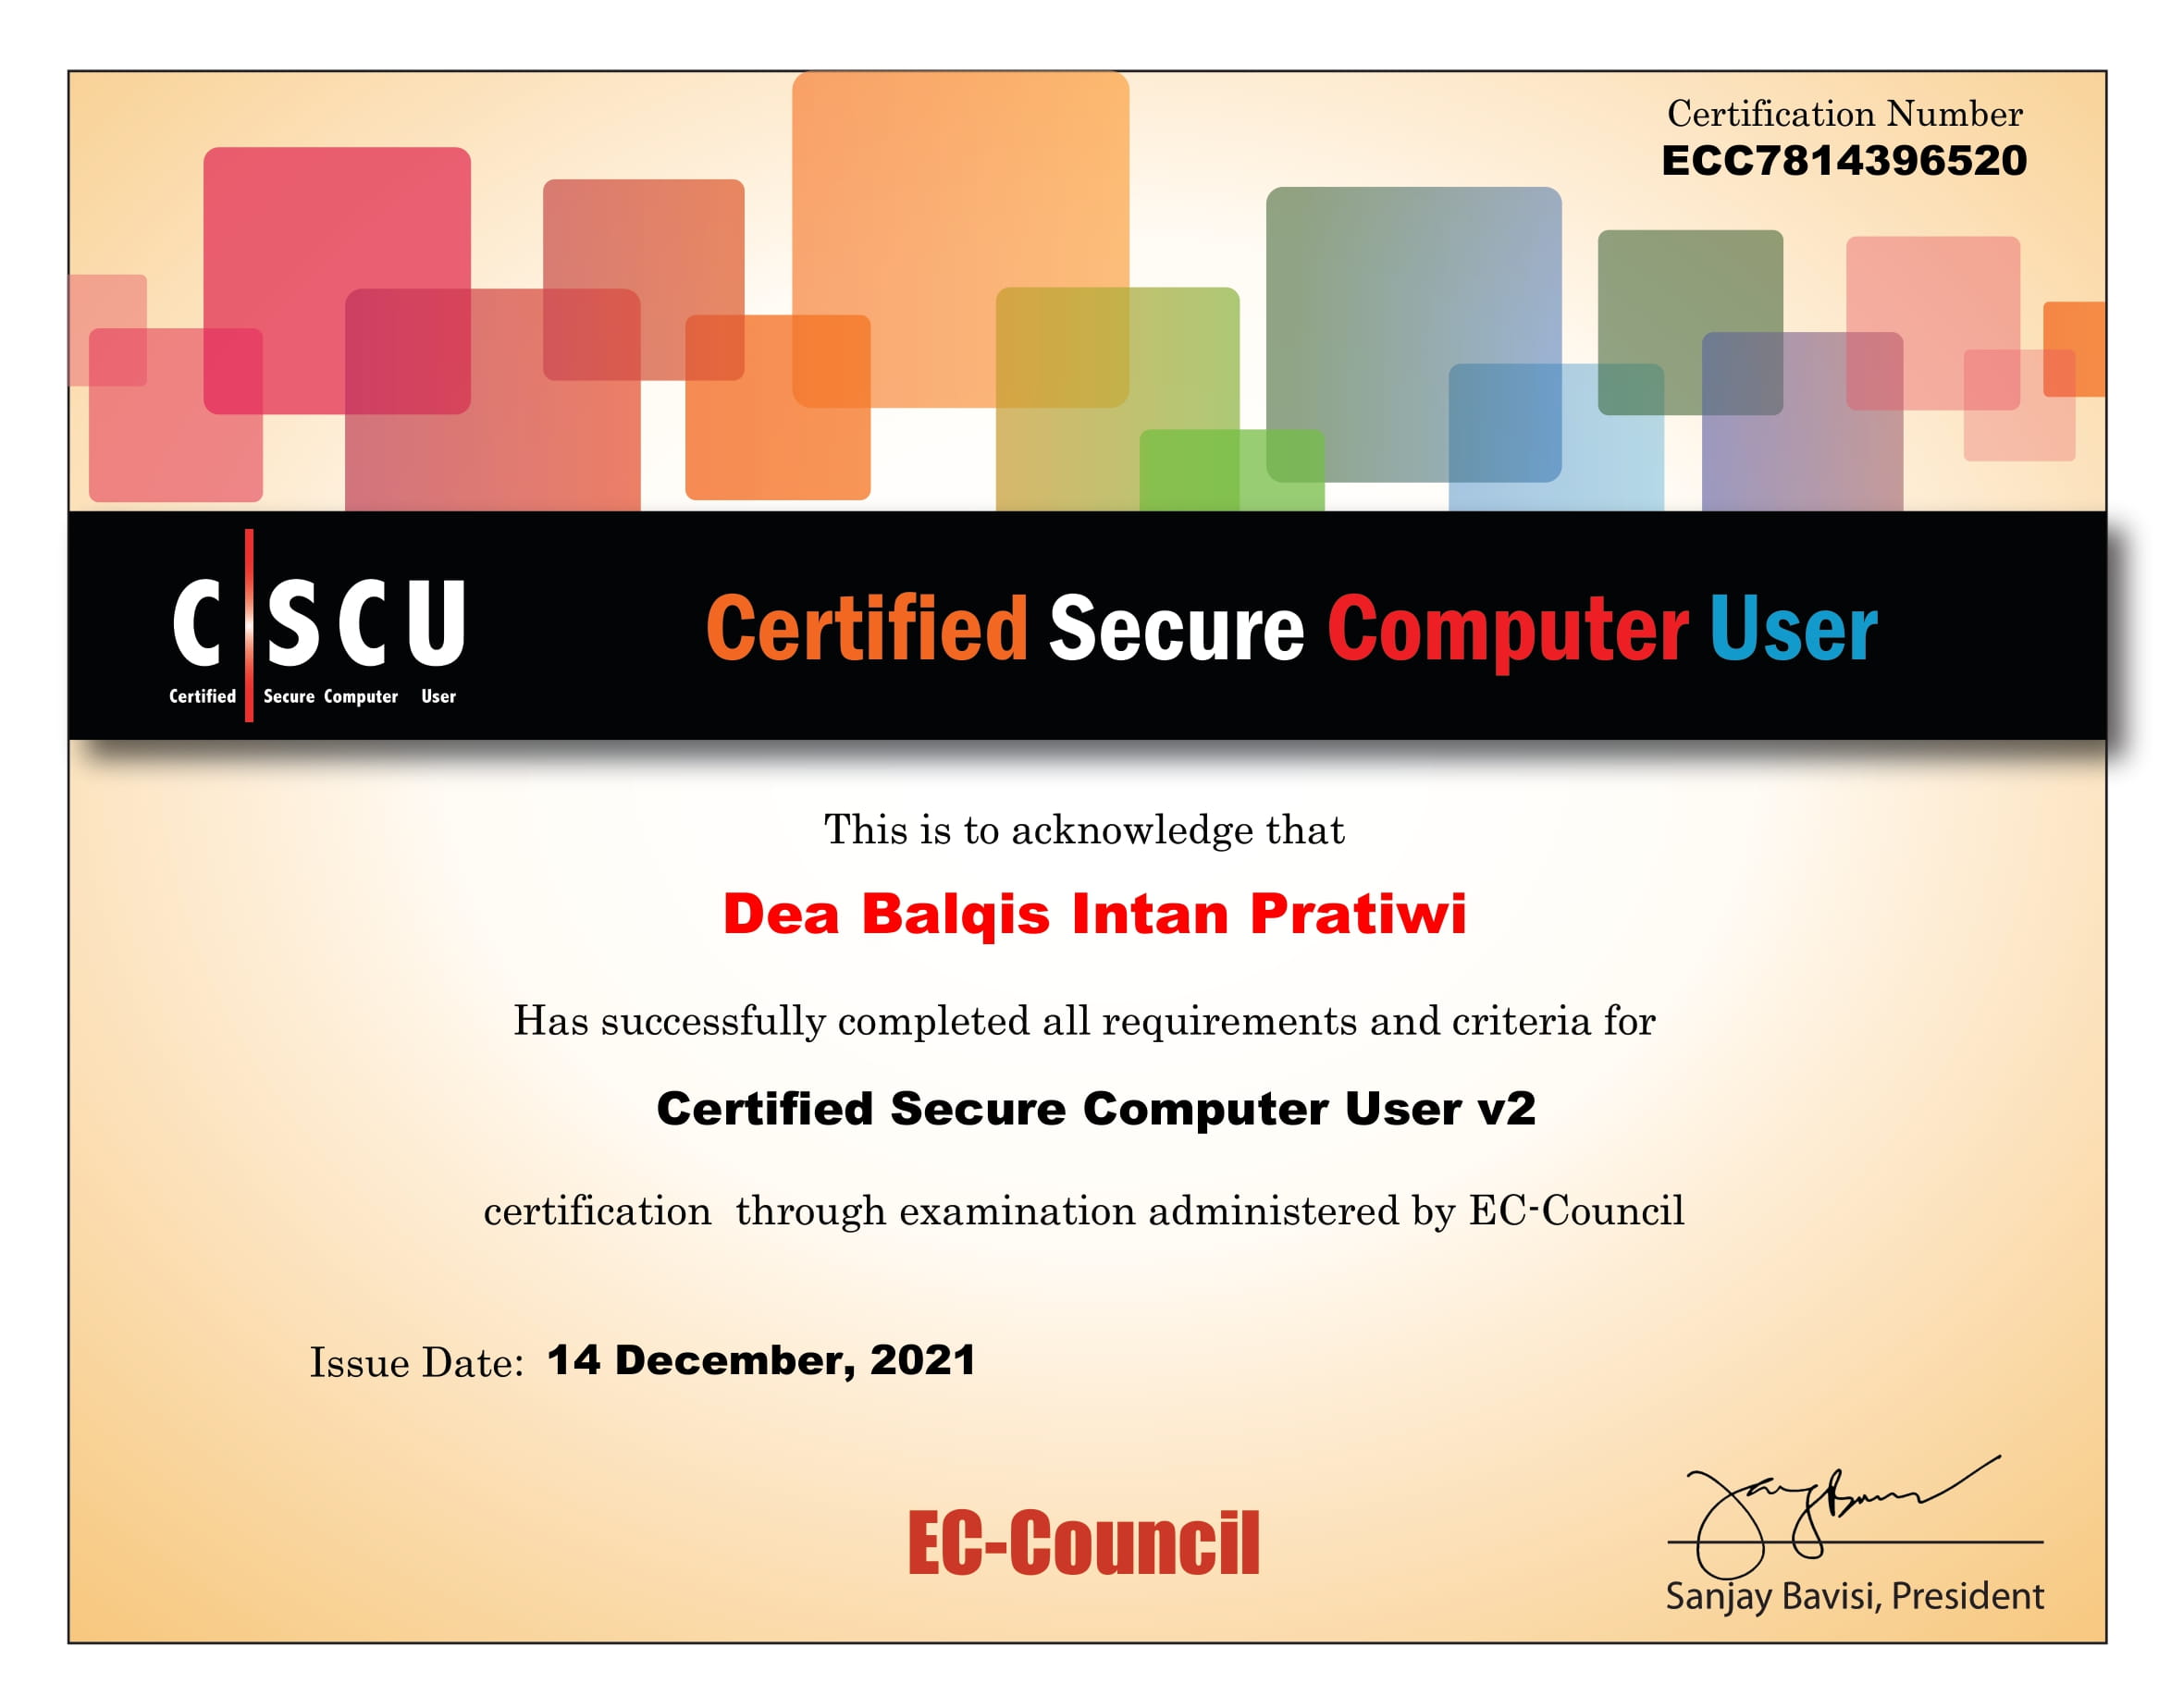 Certification Number
ECC7814396520
C SCU
Certified Secure Computer User
Certified Secure Computer User
This is to acknowledge that
Dea Balqis Intan Pratiwi
Has successfully completed all requirements and criteria for
Certified Secure Computer User v2
certification through examination administered by EC-Council
Issue Date: 14 December, 2021
EC-Council
Sanjay Bavisi, President